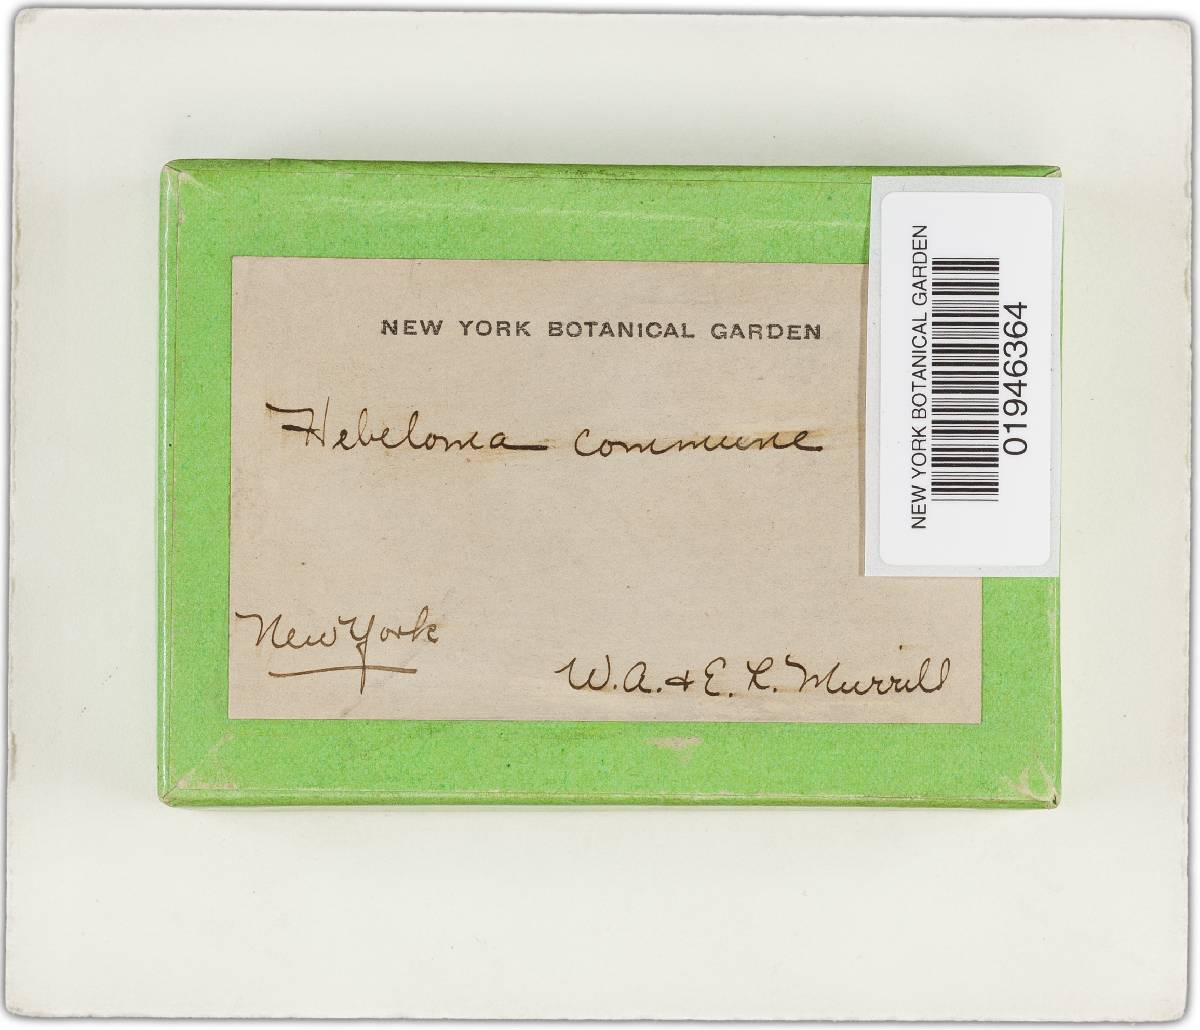 NEW YORK BOTANICAL GARDEN
Hebeloma commune
New York
W.A. & E. L. Murrill
NEW YORK BOTANICAL GARDEN
01946364